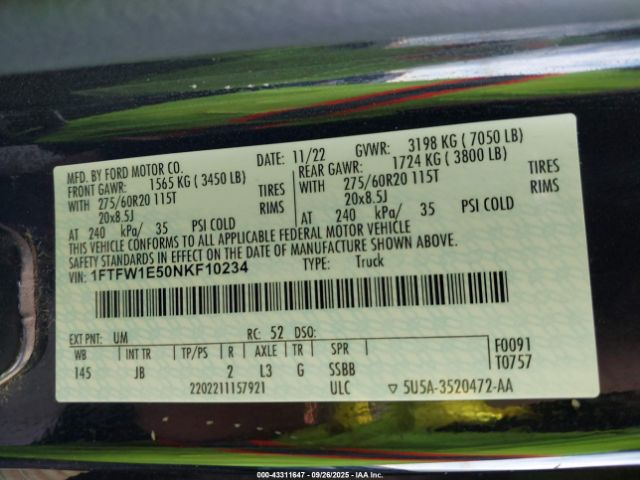 MFD. BY FORD MOTOR CO. DATE: 11/22 GVWR: 3198 KG ( 7050 LB)
FRONT GAWR: 1565 KG ( 3450 LB) REAR GAWR: 1724 KG ( 3800 LB)
WITH 275/60R20 115T TIRES WITH 275/60R20 115T TIRES
20x8.5J RIMS 20x8.5J RIMS
AT 240 kPa/ 35 PSI COLD AT 240 kPa/ 35 PSI COLD
THIS VEHICLE CONFORMS TO ALL APPLICABLE FEDERAL MOTOR VEHICLE
SAFETY STANDARDS IN EFFECT ON THE DATE OF MANUFACTURE SHOWN ABOVE.
VIN: 1FTFW1E50NKF10234 TYPE: Truck
EXT PNT: UM RC: 52 DSO: F0091
WB INT TR TP/PS R AXLE TR SPR T0757
145 JB 2 L3 G SSBB
2202211157921 ULC ▽ 5U5A-3520472-AA
000-43311647 09/26/2025 IAA Inc.